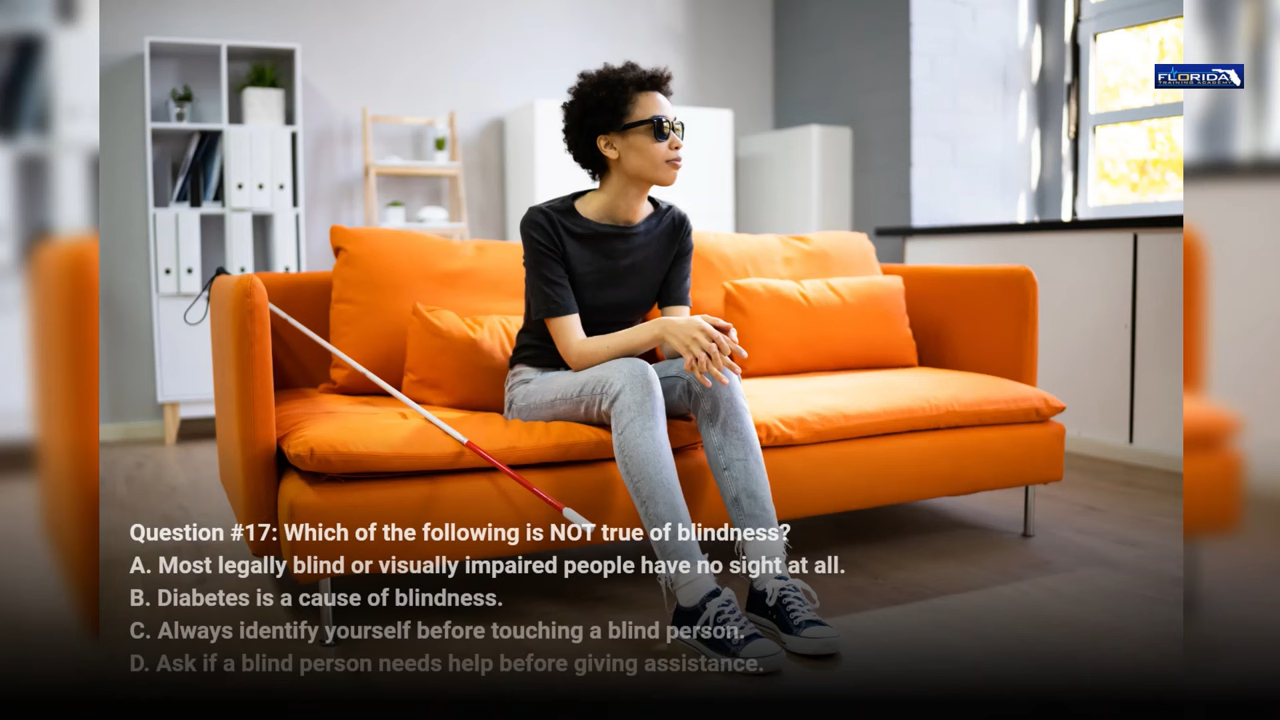 FLORIDA
TRAINING ACADEMY
Question #17: Which of the following is NOT true of blindness?
A. Most legally blind or visually impaired people have no sight at all.
B. Diabetes is a cause of blindness.
C. Always identify yourself before touching a blind person.
D. Ask if a blind person needs help before giving assistance.